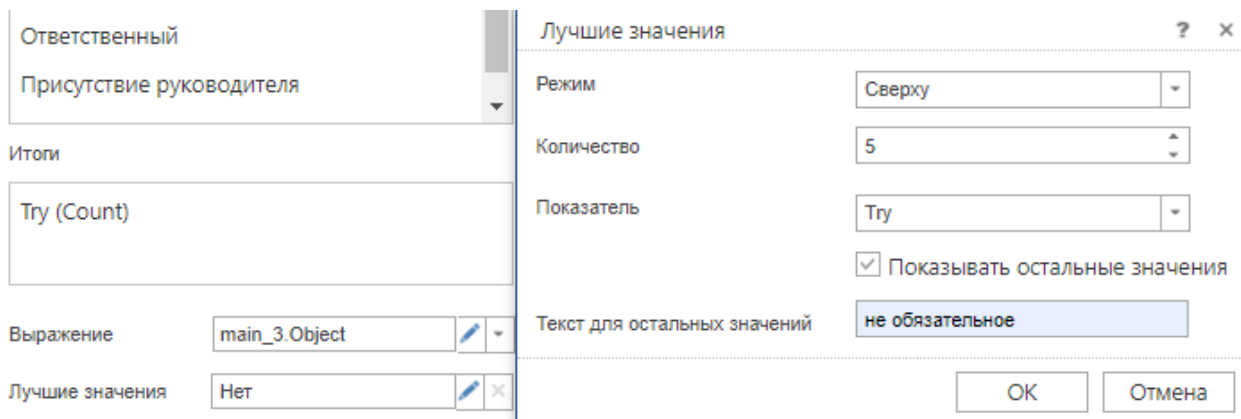 Ответственный
Присутствие руководителя
Итоги
Try (Count)
Выражение main_3.Object
Лучшие значения Нет
Лучшие значения ? ×
Режим Сверху
Количество 5
Показатель Try
Показывать остальные значения
Текст для остальных значений не обязательное
OK Отмена